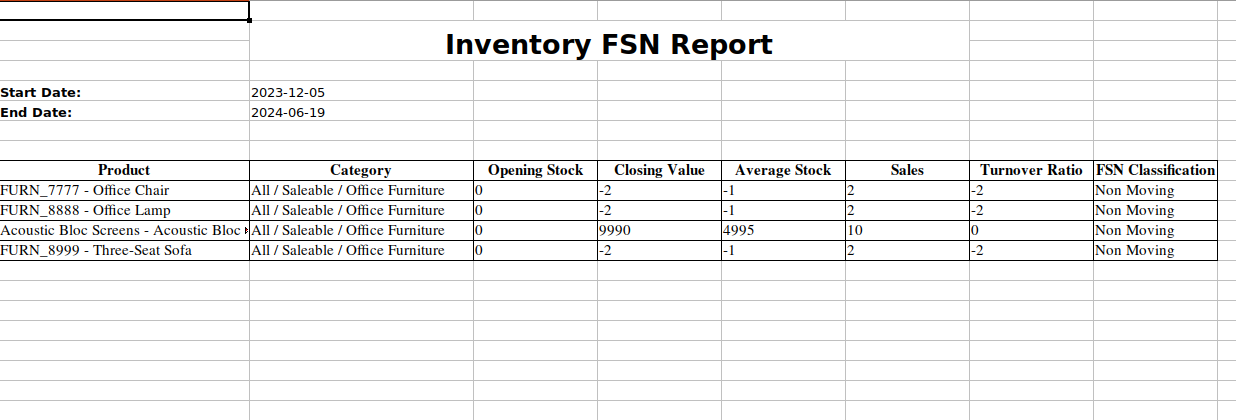 Inventory FSN Report
Start Date: 2023-12-05
End Date: 2024-06-19
Product Category Opening Stock Closing Value Average Stock Sales Turnover Ratio FSN Classification
FURN_7777 - Office Chair All / Saleable / Office Furniture 0 -2 -1 2 -2 Non Moving
FURN_8888 - Office Lamp All / Saleable / Office Furniture 0 -2 -1 2 -2 Non Moving
Acoustic Bloc Screens - Acoustic Bloc All / Saleable / Office Furniture 0 9990 4995 10 0 Non Moving
FURN_8999 - Three-Seat Sofa All / Saleable / Office Furniture 0 -2 -1 2 -2 Non Moving